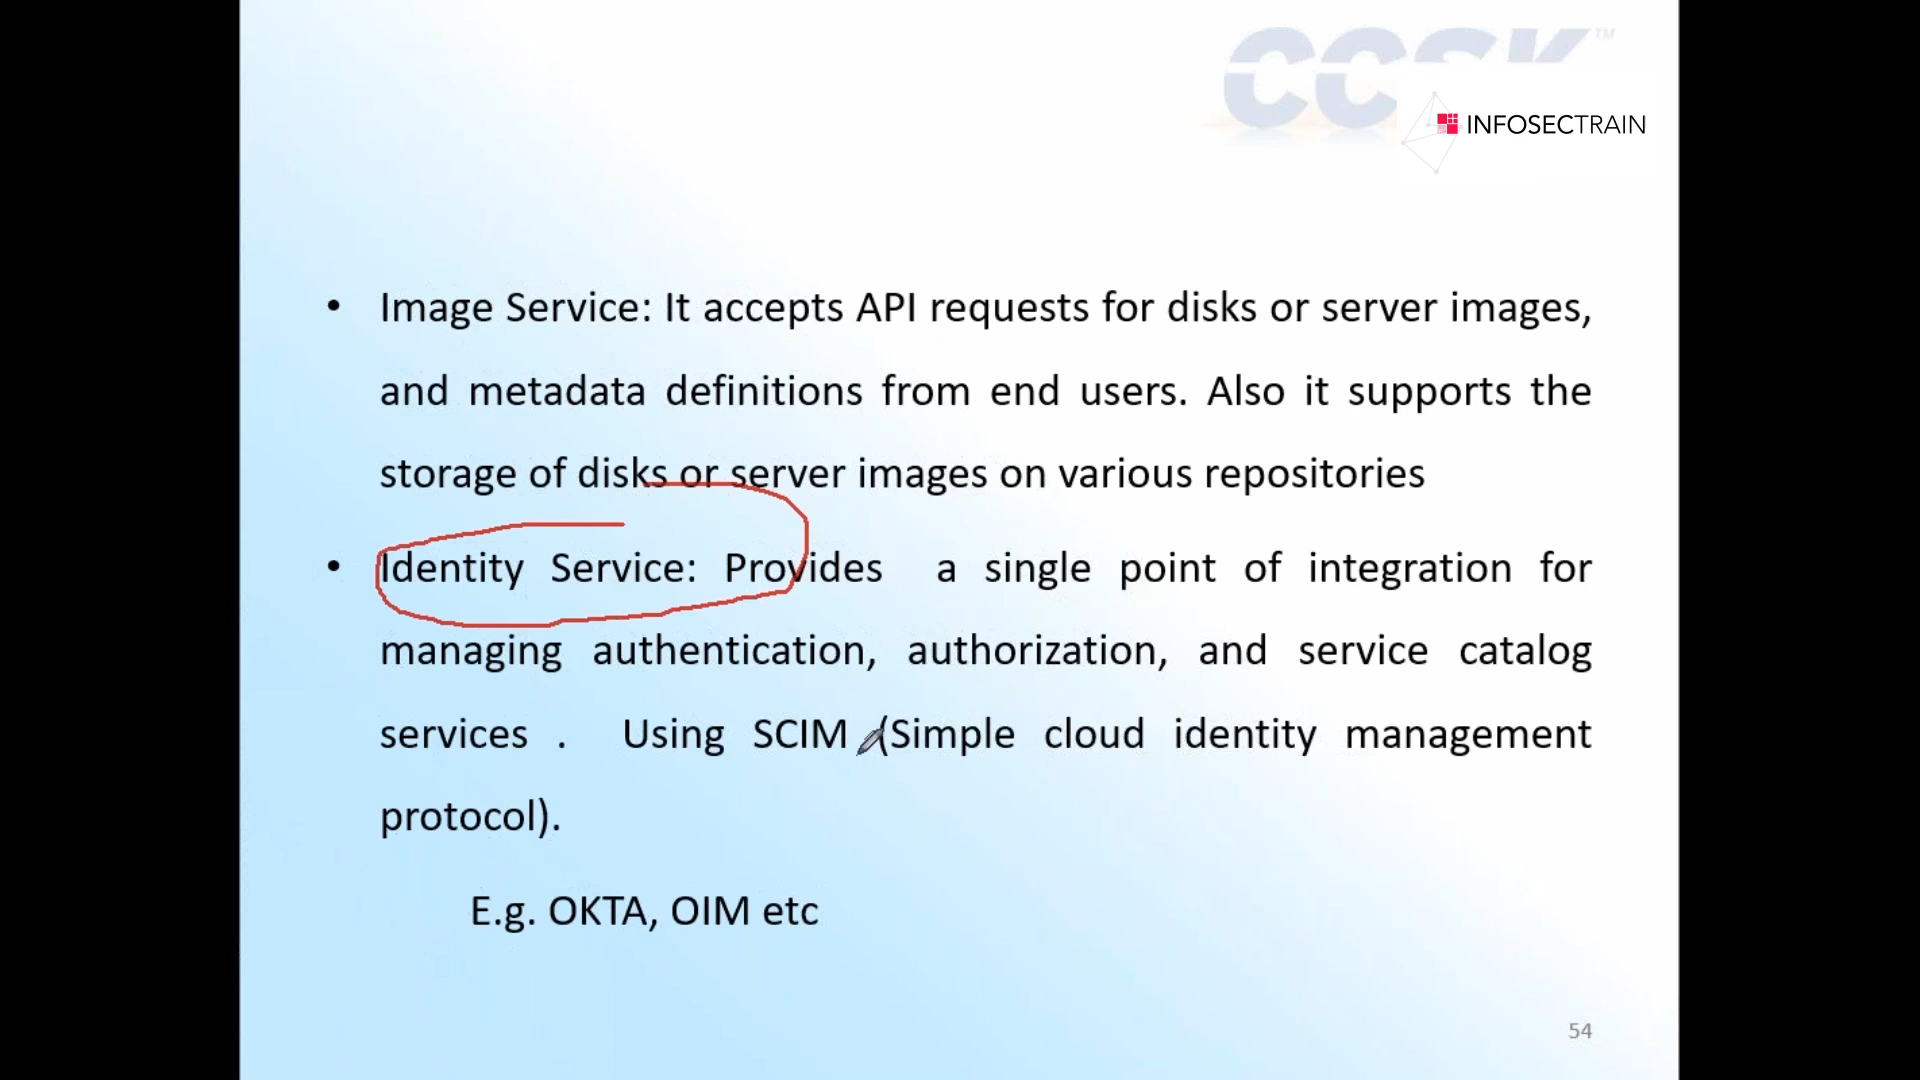 CCSK™
INFOSECTRAIN
• Image Service: It accepts API requests for disks or server images,
and metadata definitions from end users. Also it supports the
storage of disks or server images on various repositories
• Identity Service: Provides a single point of integration for
managing authentication, authorization, and service catalog
services . Using SCIM (Simple cloud identity management
protocol).
E.g. OKTA, OIM etc
54